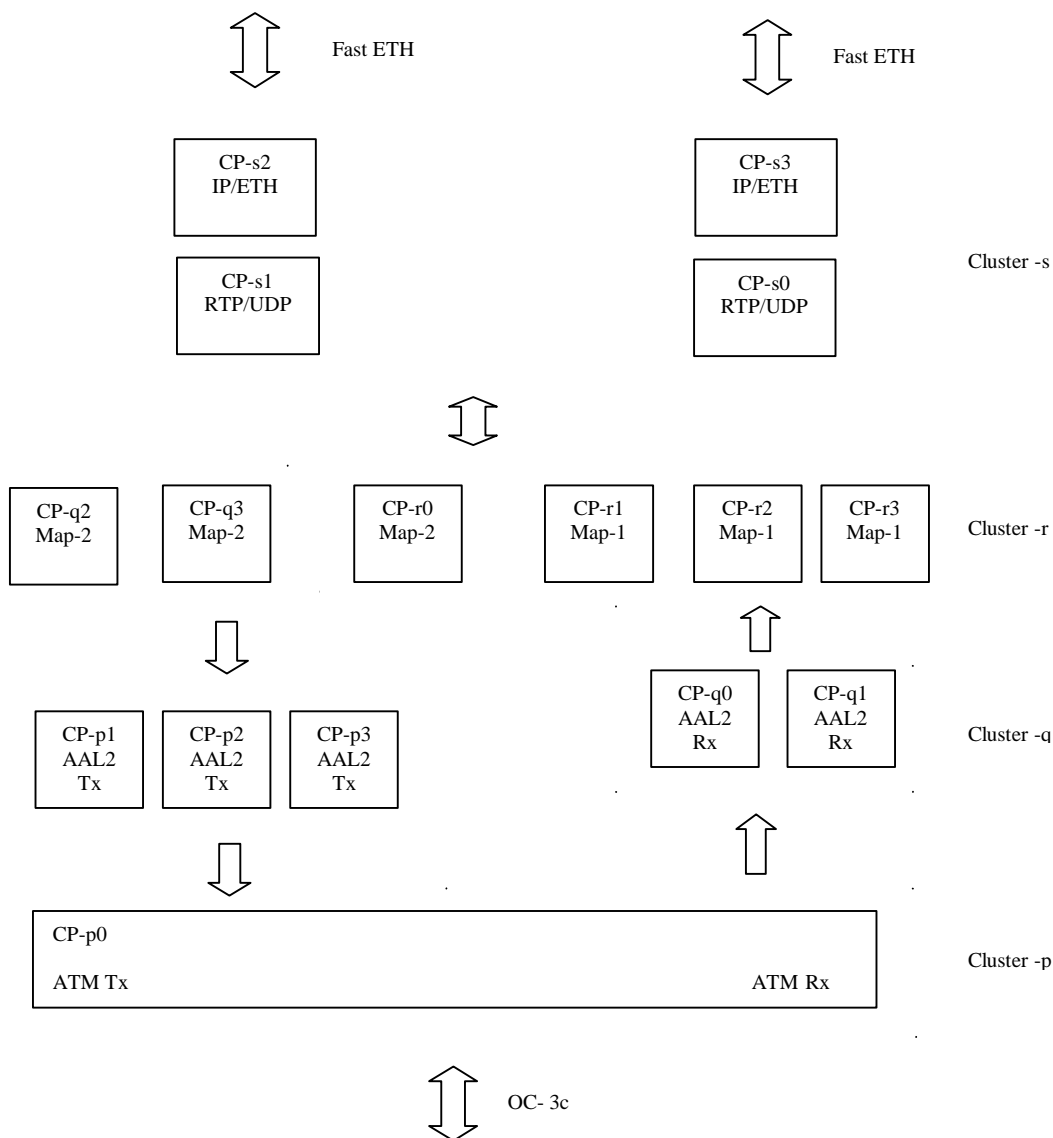 Fast ETH
Fast ETH
CP-s2
IP/ETH
CP-s3
IP/ETH
CP-s1
RTP/UDP
CP-s0
RTP/UDP
Cluster -s
CP-q2
Map-2
CP-q3
Map-2
CP-r0
Map-2
CP-r1
Map-1
CP-r2
Map-1
CP-r3
Map-1
Cluster -r
CP-q0
AAL2
Rx
CP-q1
AAL2
Rx
CP-p1
AAL2
Tx
CP-p2
AAL2
Tx
CP-p3
AAL2
Tx
Cluster -q
CP-p0
ATM Tx
ATM Rx
Cluster -p
OC- 3c